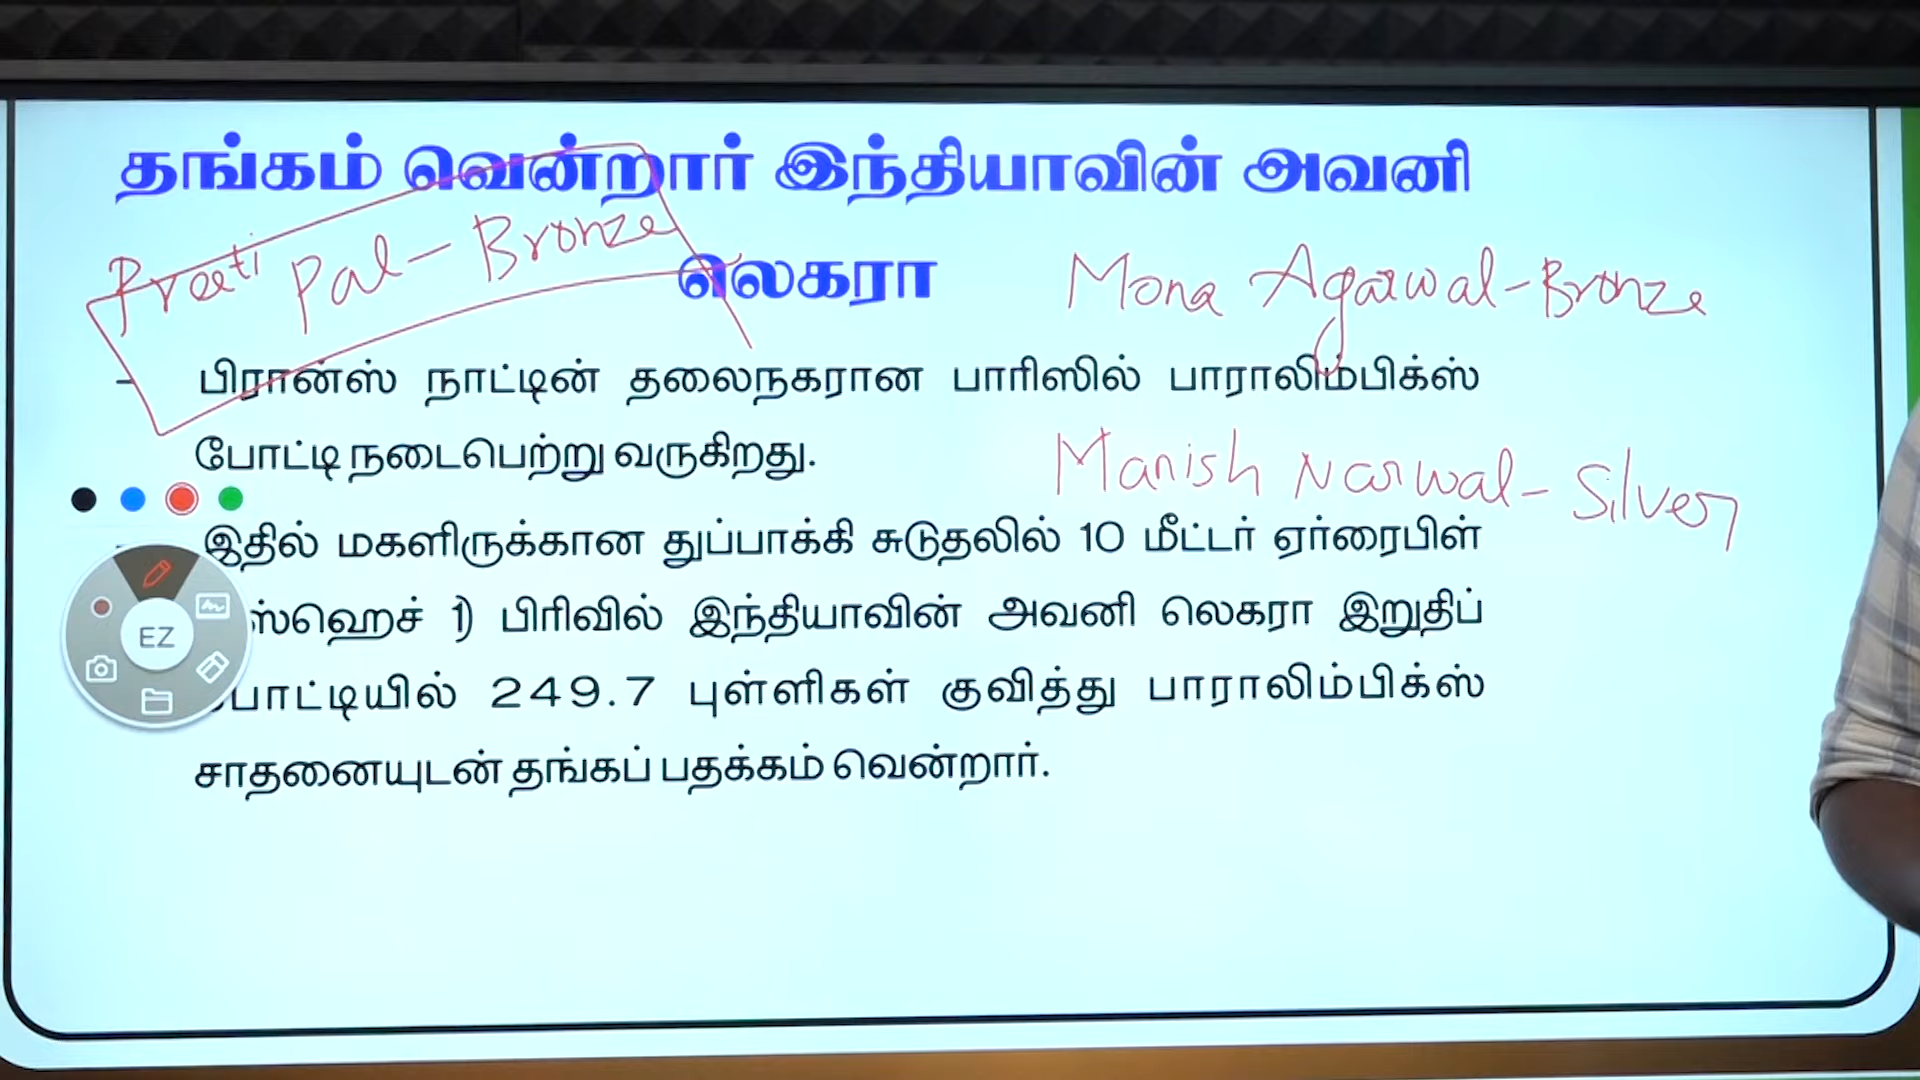 தங்கம் வென்றார் இந்தியாவின் அவனி
Preeti Pal - Bronze
லெகரா
Mona Agarwal - Bronze
- பிரான்ஸ் நாட்டின் தலைநகரான பாரிஸில் பாராலிம்பிக்ஸ்
போட்டி நடைபெற்று வருகிறது.
Manish Narwal - Silver
இதில் மகளிருக்கான துப்பாக்கி சுடுதலில் 10 மீட்டர் ஏர்ரைபிள்
ஸ்ஹெச் 1) பிரிவில் இந்தியாவின் அவனி லெகரா இறுதிப்
EZ
போட்டியில் 249.7 புள்ளிகள் குவித்து பாராலிம்பிக்ஸ்
சாதனையுடன் தங்கப் பதக்கம் வென்றார்.